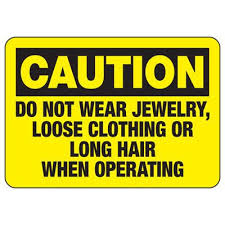 CAUTION
DO NOT WEAR JEWELRY,
LOOSE CLOTHING OR
LONG HAIR
WHEN OPERATING